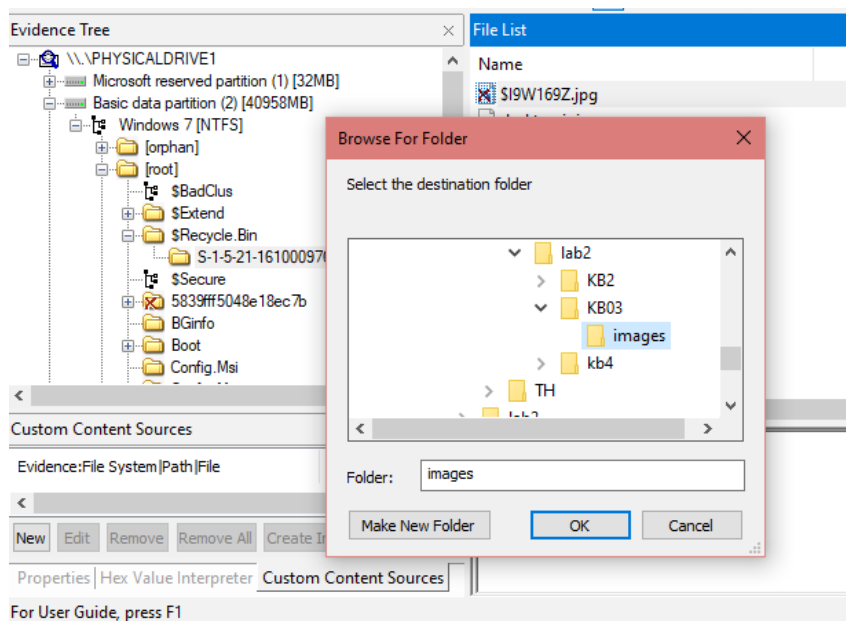 Evidence Tree
\\.\PHYSICALDRIVE1
Microsoft reserved partition (1) [32MB]
Basic data partition (2) [40958MB]
Windows 7 [NTFS]
[orphan]
[root]
$BadClus
$Extend
$Recycle.Bin
S-1-5-21-16100097
$Secure
5839fff5048e18ec7b
BGinfo
Boot
Config.Msi
Custom Content Sources
Evidence:File System|Path|File
New Edit Remove Remove All Create I
Properties Hex Value Interpreter Custom Content Sources
For User Guide, press F1
File List
Name
$I9W169Z.jpg
Browse For Folder
Select the destination folder
lab2
KB2
KB03
images
kb4
TH
Folder: images
Make New Folder OK Cancel